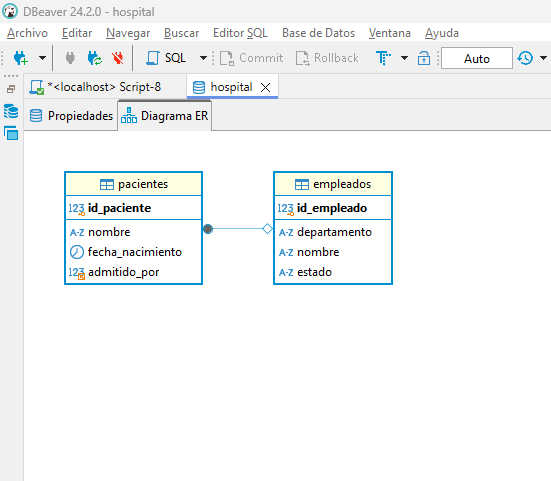 DBeaver 24.2.0 - hospital
Archivo Editar Navegar Buscar Editor SQL Base de Datos Ventana Ayuda
SQL Commit Rollback T Auto
*<localhost> Script-8 hospital
Propiedades Diagrama ER
pacientes
123 id_paciente
A-Z nombre
fecha_nacimiento
123 admitido_por
empleados
123 id_empleado
A-Z departamento
A-Z nombre
A-Z estado